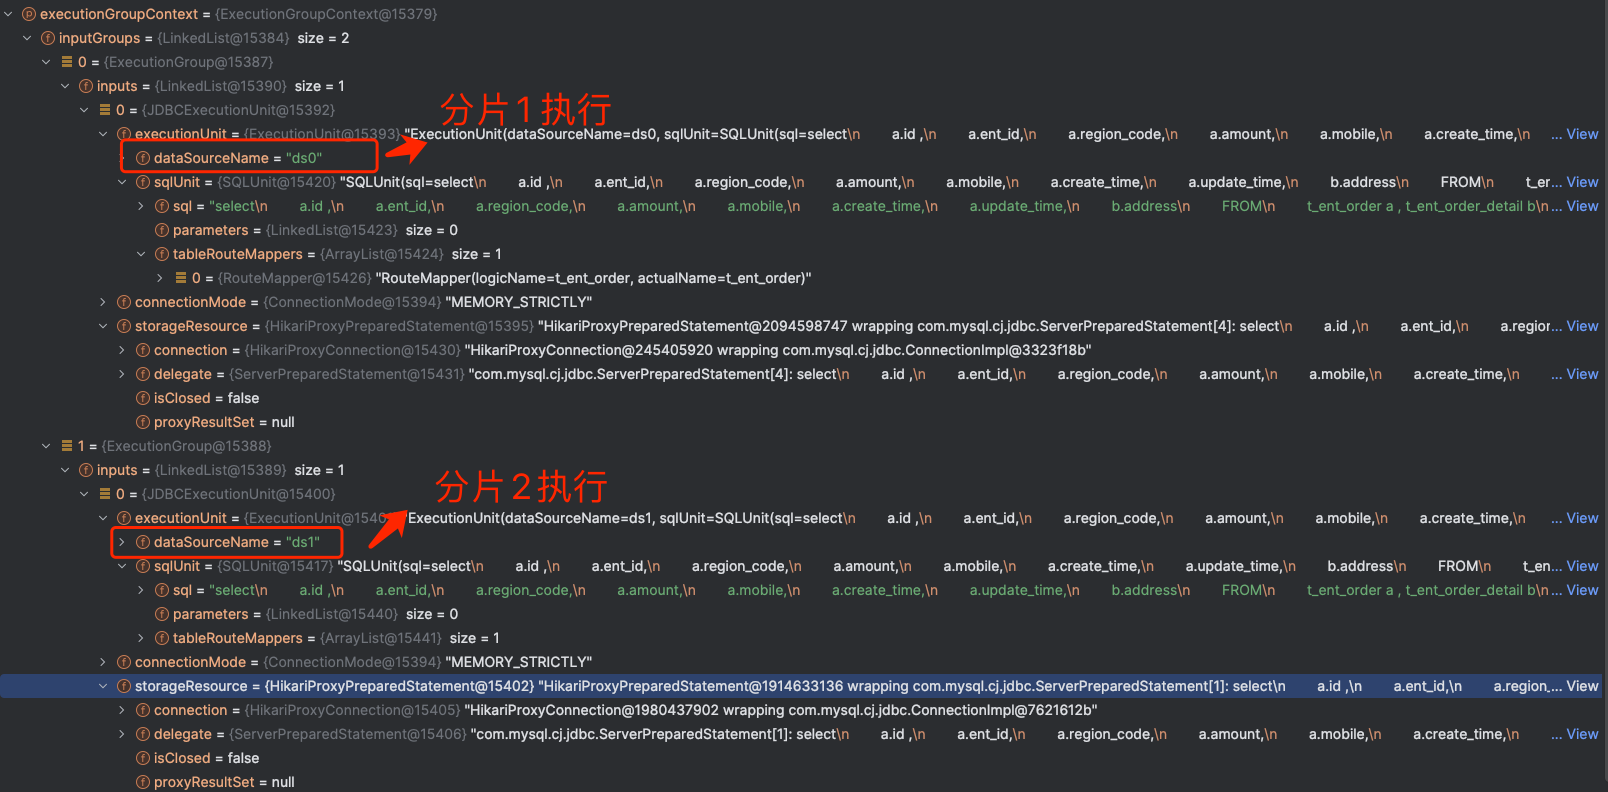 executionGroupContext = {ExecutionGroupContext@15379}
inputGroups = {LinkedList@15384} size = 2
0 = {ExecutionGroup@15387}
inputs = {LinkedList@15390} size = 1
0 = {JDBCExecutionUnit@15392}
分片1执行
executionUnit = {ExecutionUnit@15393} "ExecutionUnit(dataSourceName=ds0, sqlUnit=SQLUnit(sql=select\n a.id ,\n a.ent_id,\n a.region_code,\n a.amount,\n a.mobile,\n a.create_time,\n ... View
dataSourceName = "ds0"
sqlUnit = {SQLUnit@15420} "SQLUnit(sql=select\n a.id ,\n a.ent_id,\n a.region_code,\n a.amount,\n a.mobile,\n a.create_time,\n a.update_time,\n b.address\n FROM\n t_er... View
sql = "select\n a.id ,\n a.ent_id,\n a.region_code,\n a.amount,\n a.mobile,\n a.create_time,\n a.update_time,\n b.address\n FROM\n t_ent_order a , t_ent_order_detail b\n... View
parameters = {LinkedList@15423} size = 0
tableRouteMappers = {ArrayList@15424} size = 1
0 = {RouteMapper@15426} "RouteMapper(logicName=t_ent_order, actualName=t_ent_order)"
connectionMode = {ConnectionMode@15394} "MEMORY_STRICTLY"
storageResource = {HikariProxyPreparedStatement@15395} "HikariProxyPreparedStatement@2094598747 wrapping com.mysql.cj.jdbc.ServerPreparedStatement[4]: select\n a.id ,\n a.ent_id,\n a.region... View
connection = {HikariProxyConnection@15430} "HikariProxyConnection@245405920 wrapping com.mysql.cj.jdbc.ConnectionImpl@3323f18b"
delegate = {ServerPreparedStatement@15431} "com.mysql.cj.jdbc.ServerPreparedStatement[4]: select\n a.id ,\n a.ent_id,\n a.region_code,\n a.amount,\n a.mobile,\n a.create_time,\n ... View
isClosed = false
proxyResultSet = null
1 = {ExecutionGroup@15388}
inputs = {LinkedList@15389} size = 1
分片2执行
0 = {JDBCExecutionUnit@15400}
executionUnit = ExecutionUnit(dataSourceName=ds1, sqlUnit=SQLUnit(sql=select\n a.id ,\n a.ent_id,\n a.region_code,\n a.amount,\n a.mobile,\n a.create_time,\n ... View
dataSourceName = "ds1"
sqlUnit = {SQLUnit@15417} "SQLUnit(sql=select\n a.id ,\n a.ent_id,\n a.region_code,\n a.amount,\n a.mobile,\n a.create_time,\n a.update_time,\n b.address\n FROM\n t_en... View
sql = "select\n a.id ,\n a.ent_id,\n a.region_code,\n a.amount,\n a.mobile,\n a.create_time,\n a.update_time,\n b.address\n FROM\n t_ent_order a , t_ent_order_detail b\n... View
parameters = {LinkedList@15440} size = 0
tableRouteMappers = {ArrayList@15441} size = 1
connectionMode = {ConnectionMode@15394} "MEMORY_STRICTLY"
storageResource = {HikariProxyPreparedStatement@15402} "HikariProxyPreparedStatement@1914633136 wrapping com.mysql.cj.jdbc.ServerPreparedStatement[1]: select\n a.id ,\n a.ent_id,\n a.region_... View
connection = {HikariProxyConnection@15405} "HikariProxyConnection@1980437902 wrapping com.mysql.cj.jdbc.ConnectionImpl@7621612b"
delegate = {ServerPreparedStatement@15406} "com.mysql.cj.jdbc.ServerPreparedStatement[1]: select\n a.id ,\n a.ent_id,\n a.region_code,\n a.amount,\n a.mobile,\n a.create_time,\n ... View
isClosed = false
proxyResultSet = null